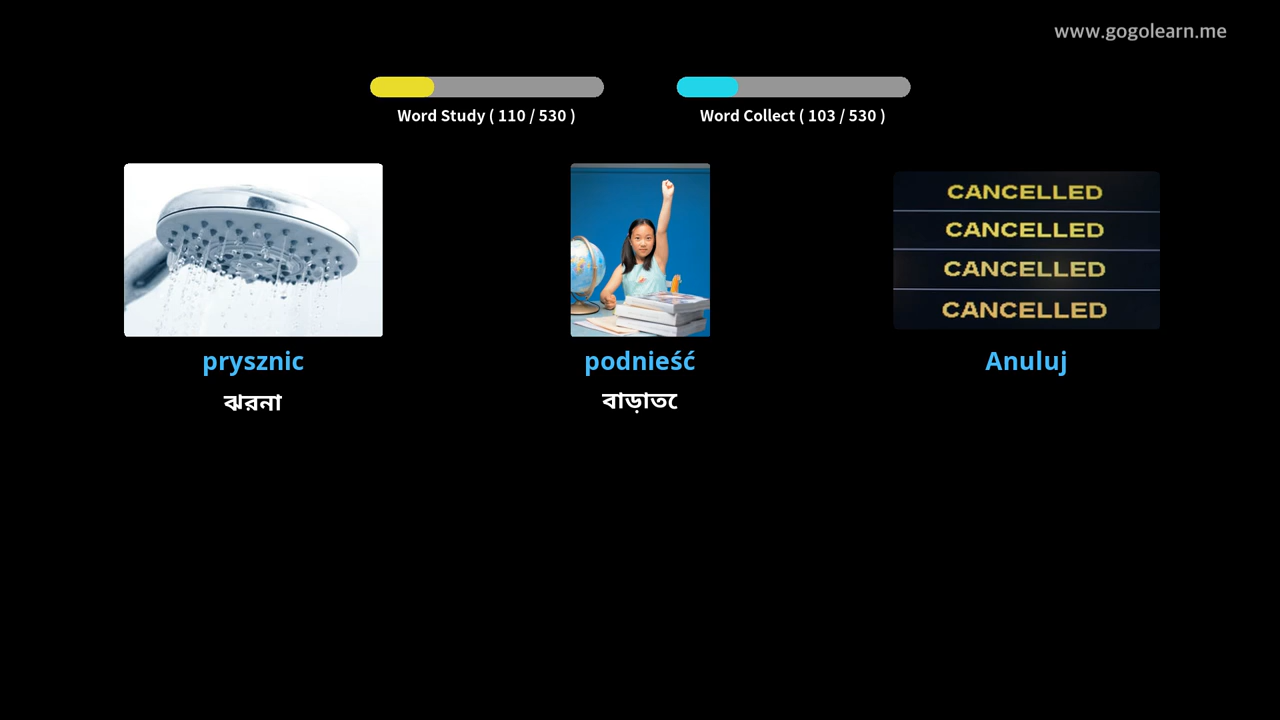 www.gogolearn.me
Word Study ( 110 / 530 )
Word Collect ( 103 / 530 )
CANCELLED
CANCELLED
CANCELLED
CANCELLED
prysznic
podnieść
Anuluj
ঝরনা
বাড়াতে